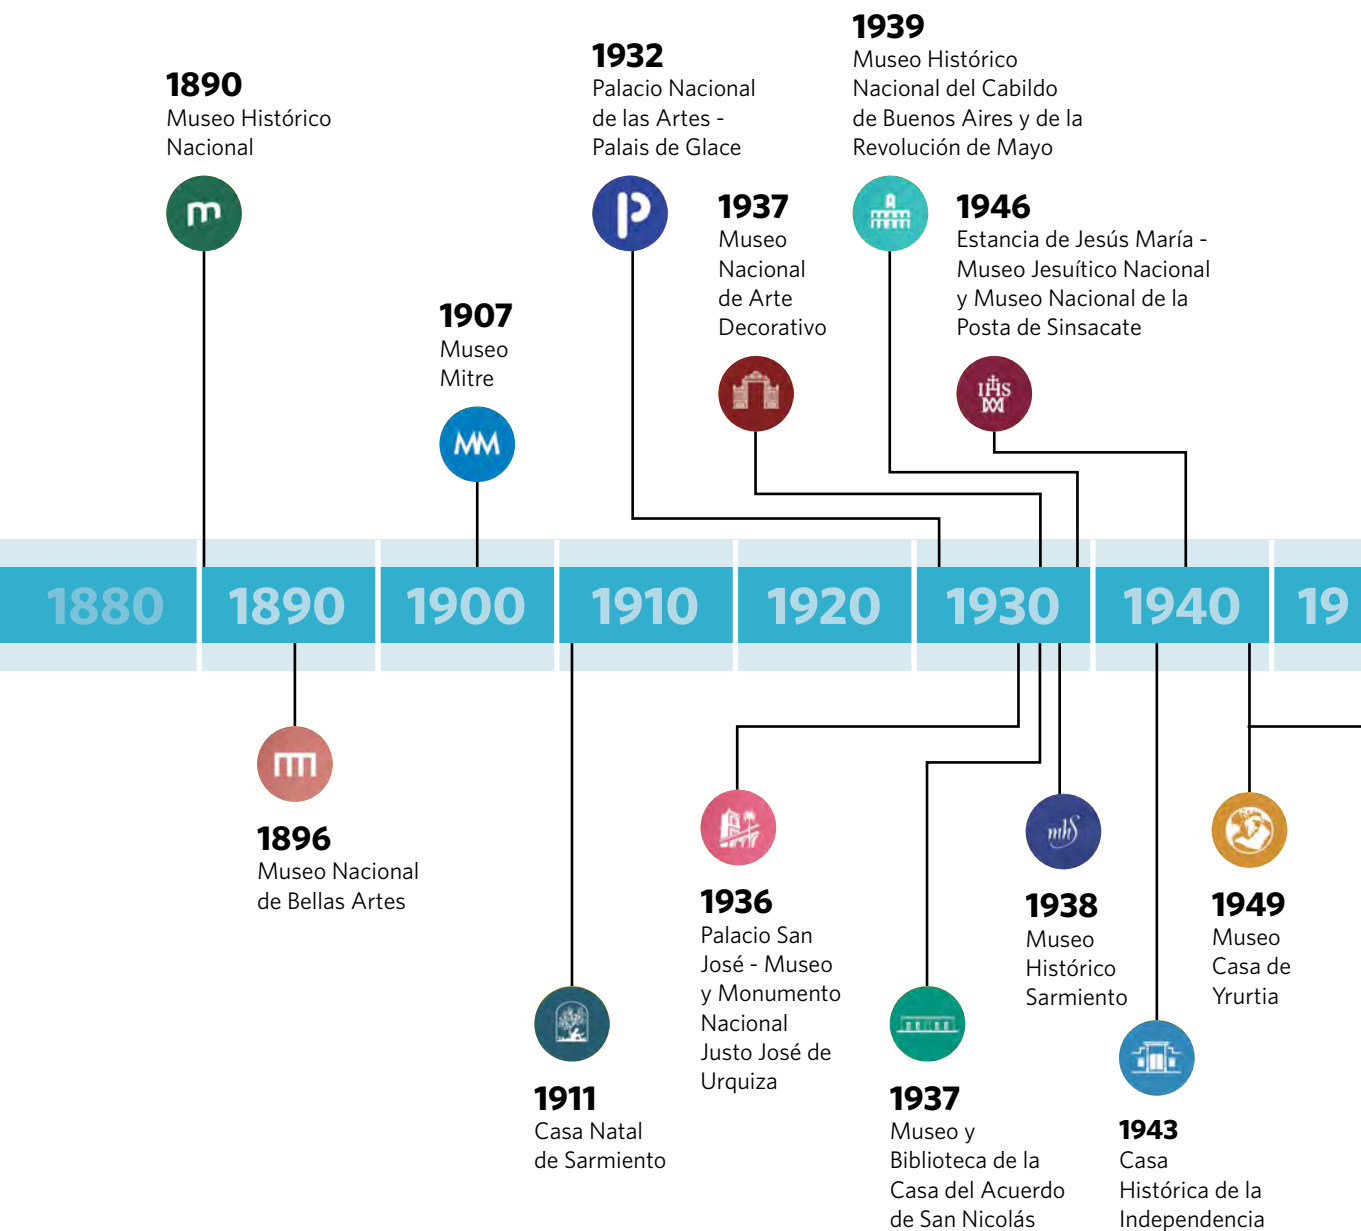 1939
Museo Histórico
Nacional del Cabildo
de Buenos Aires y de la
Revolución de Mayo
1932
Palacio Nacional
de las Artes -
Palais de Glace
1890
Museo Histórico
Nacional
m
p
1937
Museo
Nacional
de Arte
Decorativo
1946
Estancia de Jesús María -
Museo Jesuítico Nacional
y Museo Nacional de la
Posta de Sinsacate
1907
Museo
Mitre
MM
IHS
1880 1890 1900 1910 1920 1930 1940 19
1896
Museo Nacional
de Bellas Artes
mhS
1936
Palacio San
José - Museo
y Monumento
Nacional
Justo José de
Urquiza
1938
Museo
Histórico
Sarmiento
1949
Museo
Casa de
Yrurtia
1911
Casa Natal
de Sarmiento
1937
Museo y
Biblioteca de la
Casa del Acuerdo
de San Nicolás
1943
Casa
Histórica de la
Independencia